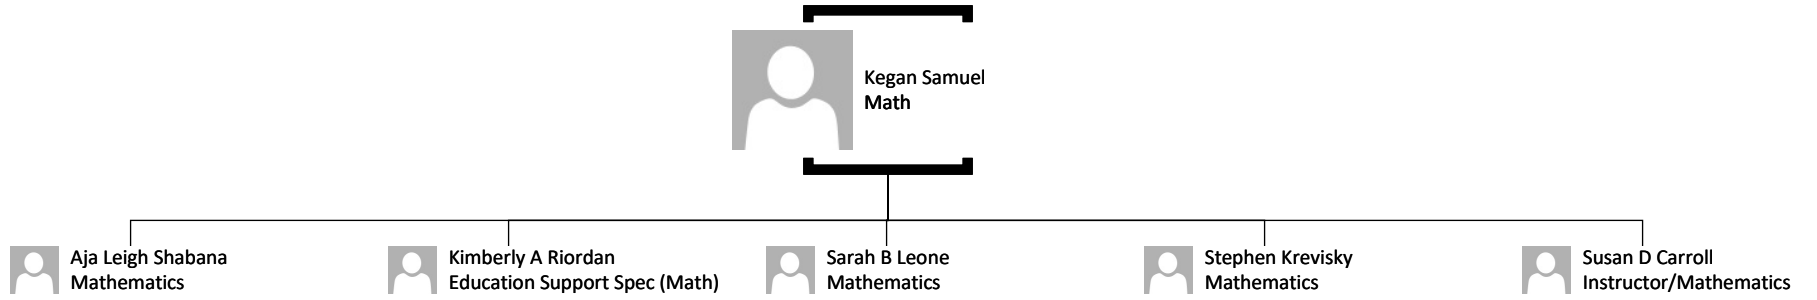 Kegan Samuel
Math
Aja Leigh Shabana
Mathematics
Kimberly A Riordan
Education Support Spec (Math)
Sarah B Leone
Mathematics
Stephen Krevisky
Mathematics
Susan D Carroll
Instructor/Mathematics